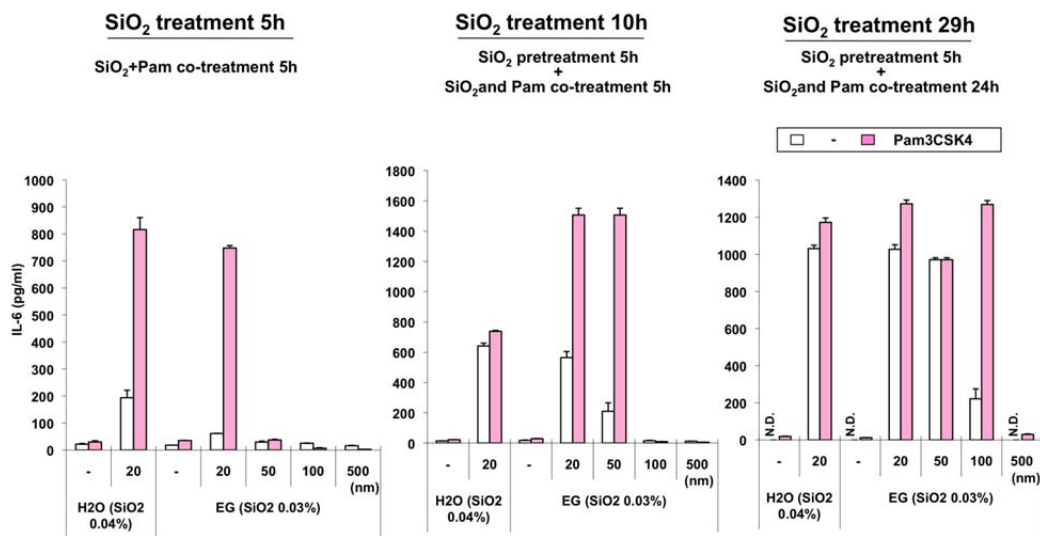 SiO2 treatment 5h
SiO2+Pam co-treatment 5h
SiO2 treatment 10h
SiO2 pretreatment 5h
+
SiO2and Pam co-treatment 5h
SiO2 treatment 29h
SiO2 pretreatment 5h
+
SiO2and Pam co-treatment 24h
- Pam3CSK4
IL-6 (pg/ml)
1000
900
800
700
600
500
400
300
200
100
0
- 20 - 20 50 100 500
(nm)
H2O (SiO2
0.04%)
EG (SiO2 0.03%)
1800
1600
1400
1200
1000
800
600
400
200
0
- 20 - 20 50 100 500
(nm)
H2O (SiO2
0.04%)
EG (SiO2 0.03%)
1400
1200
1000
800
600
400
200
0
N.D. N.D. N.D.
- 20 - 20 50 100 500
(nm)
H2O (SiO2
0.04%)
EG (SiO2 0.03%)